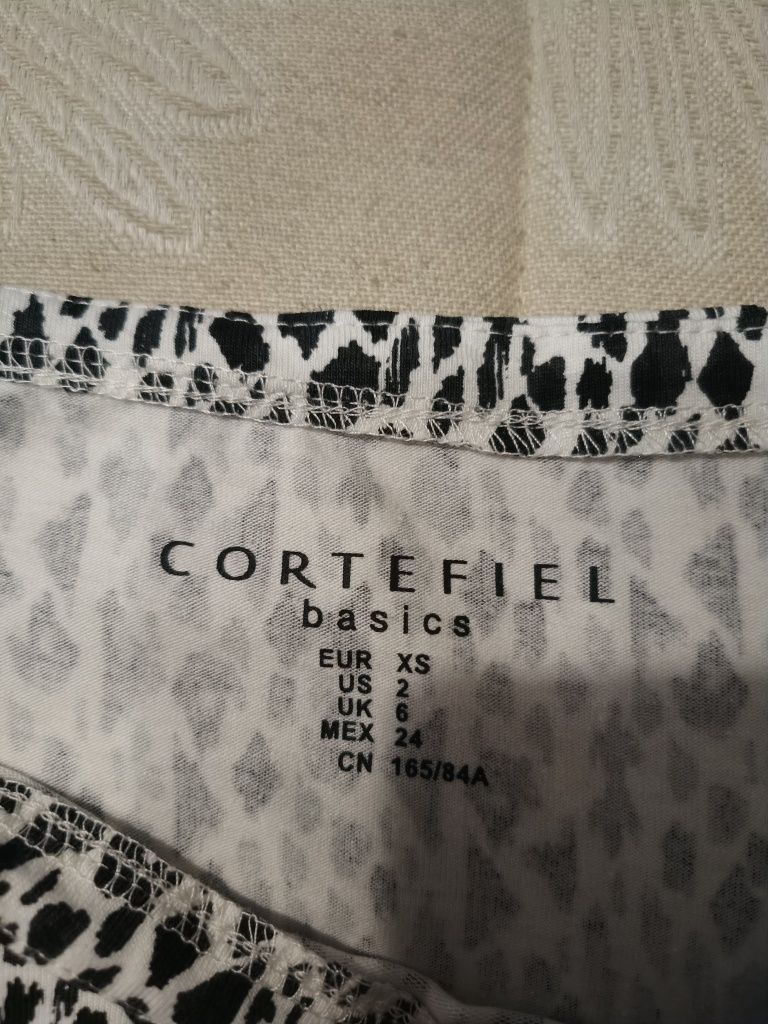 CORTEFIEL
basics
EUR XS
US 2
UK 6
MEX 24
CN 165/84A